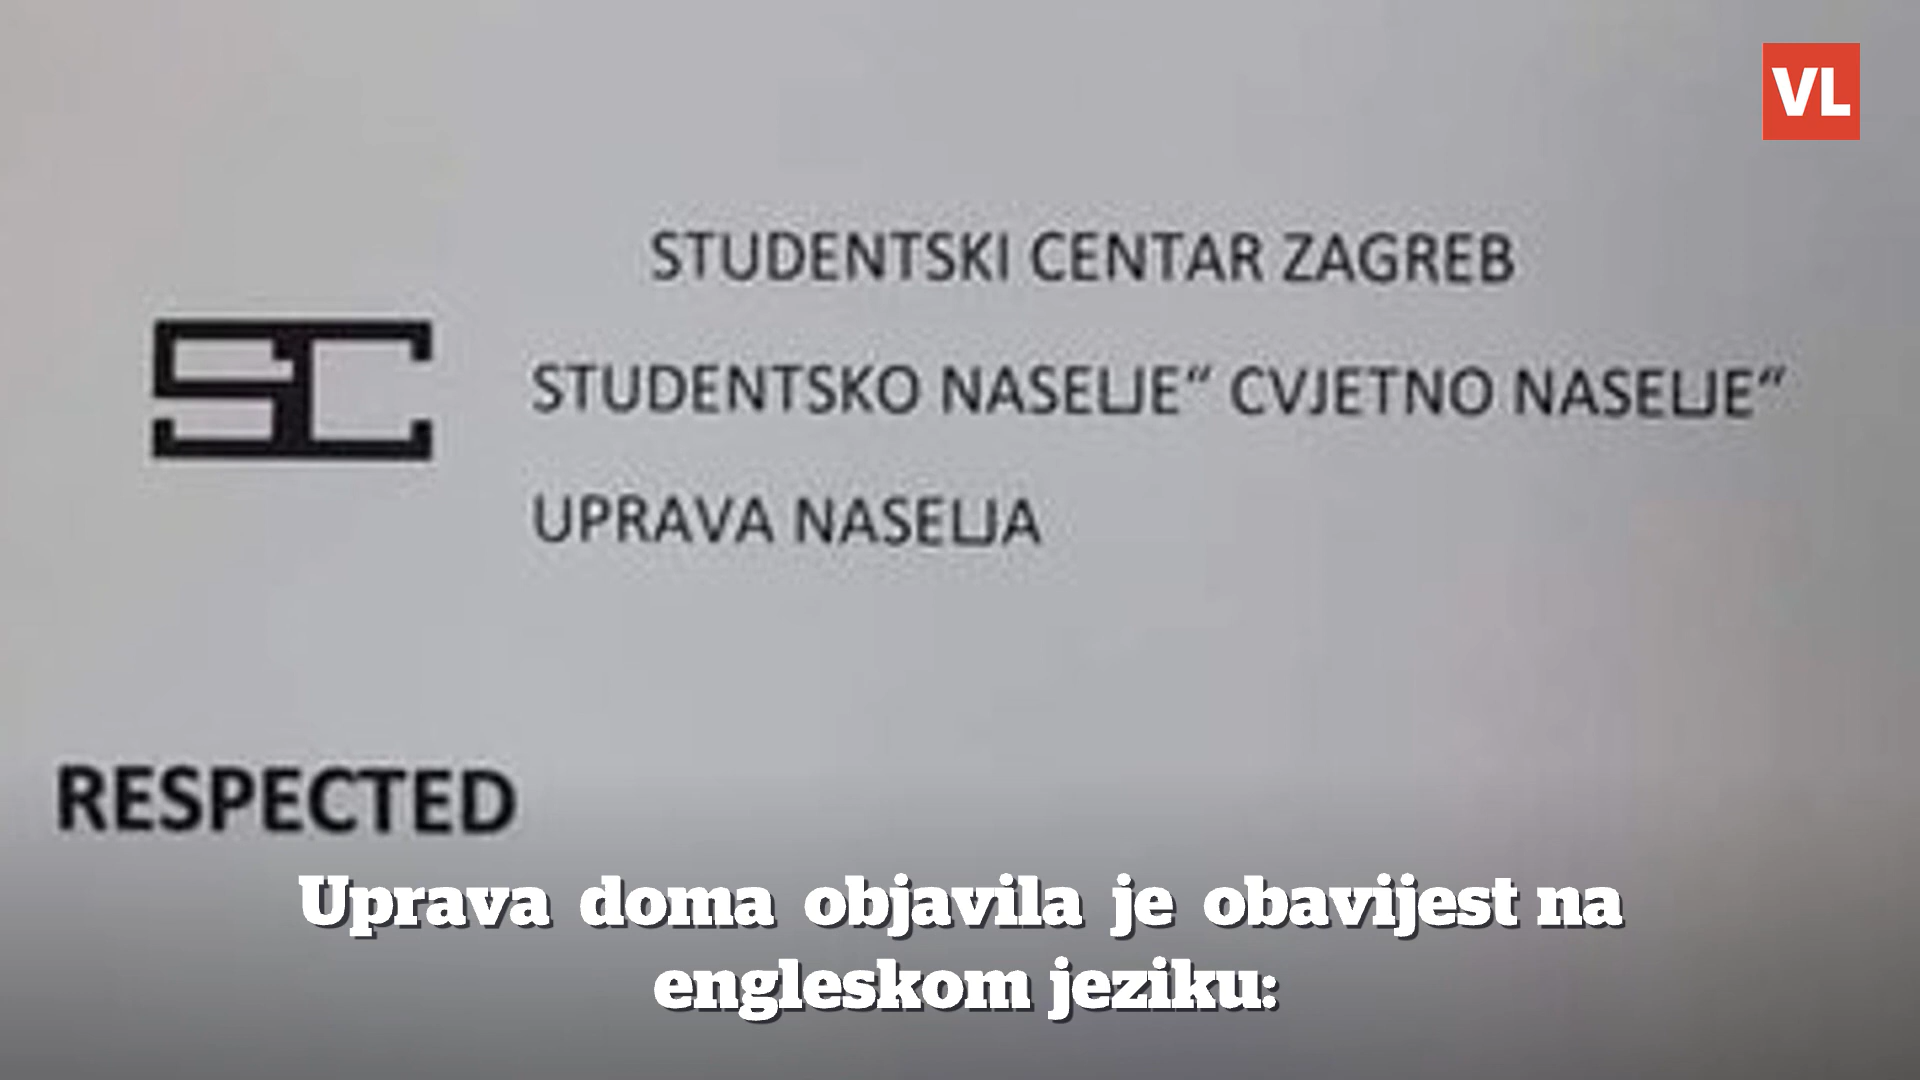 VL
STUDENTSKI CENTAR ZAGREB
SC
STUDENTSKO NASELJE“ CVJETNO NASELJE“
UPRAVA NASELJA
RESPECTED
Uprava doma objavila je obavijest na
engleskom jeziku: